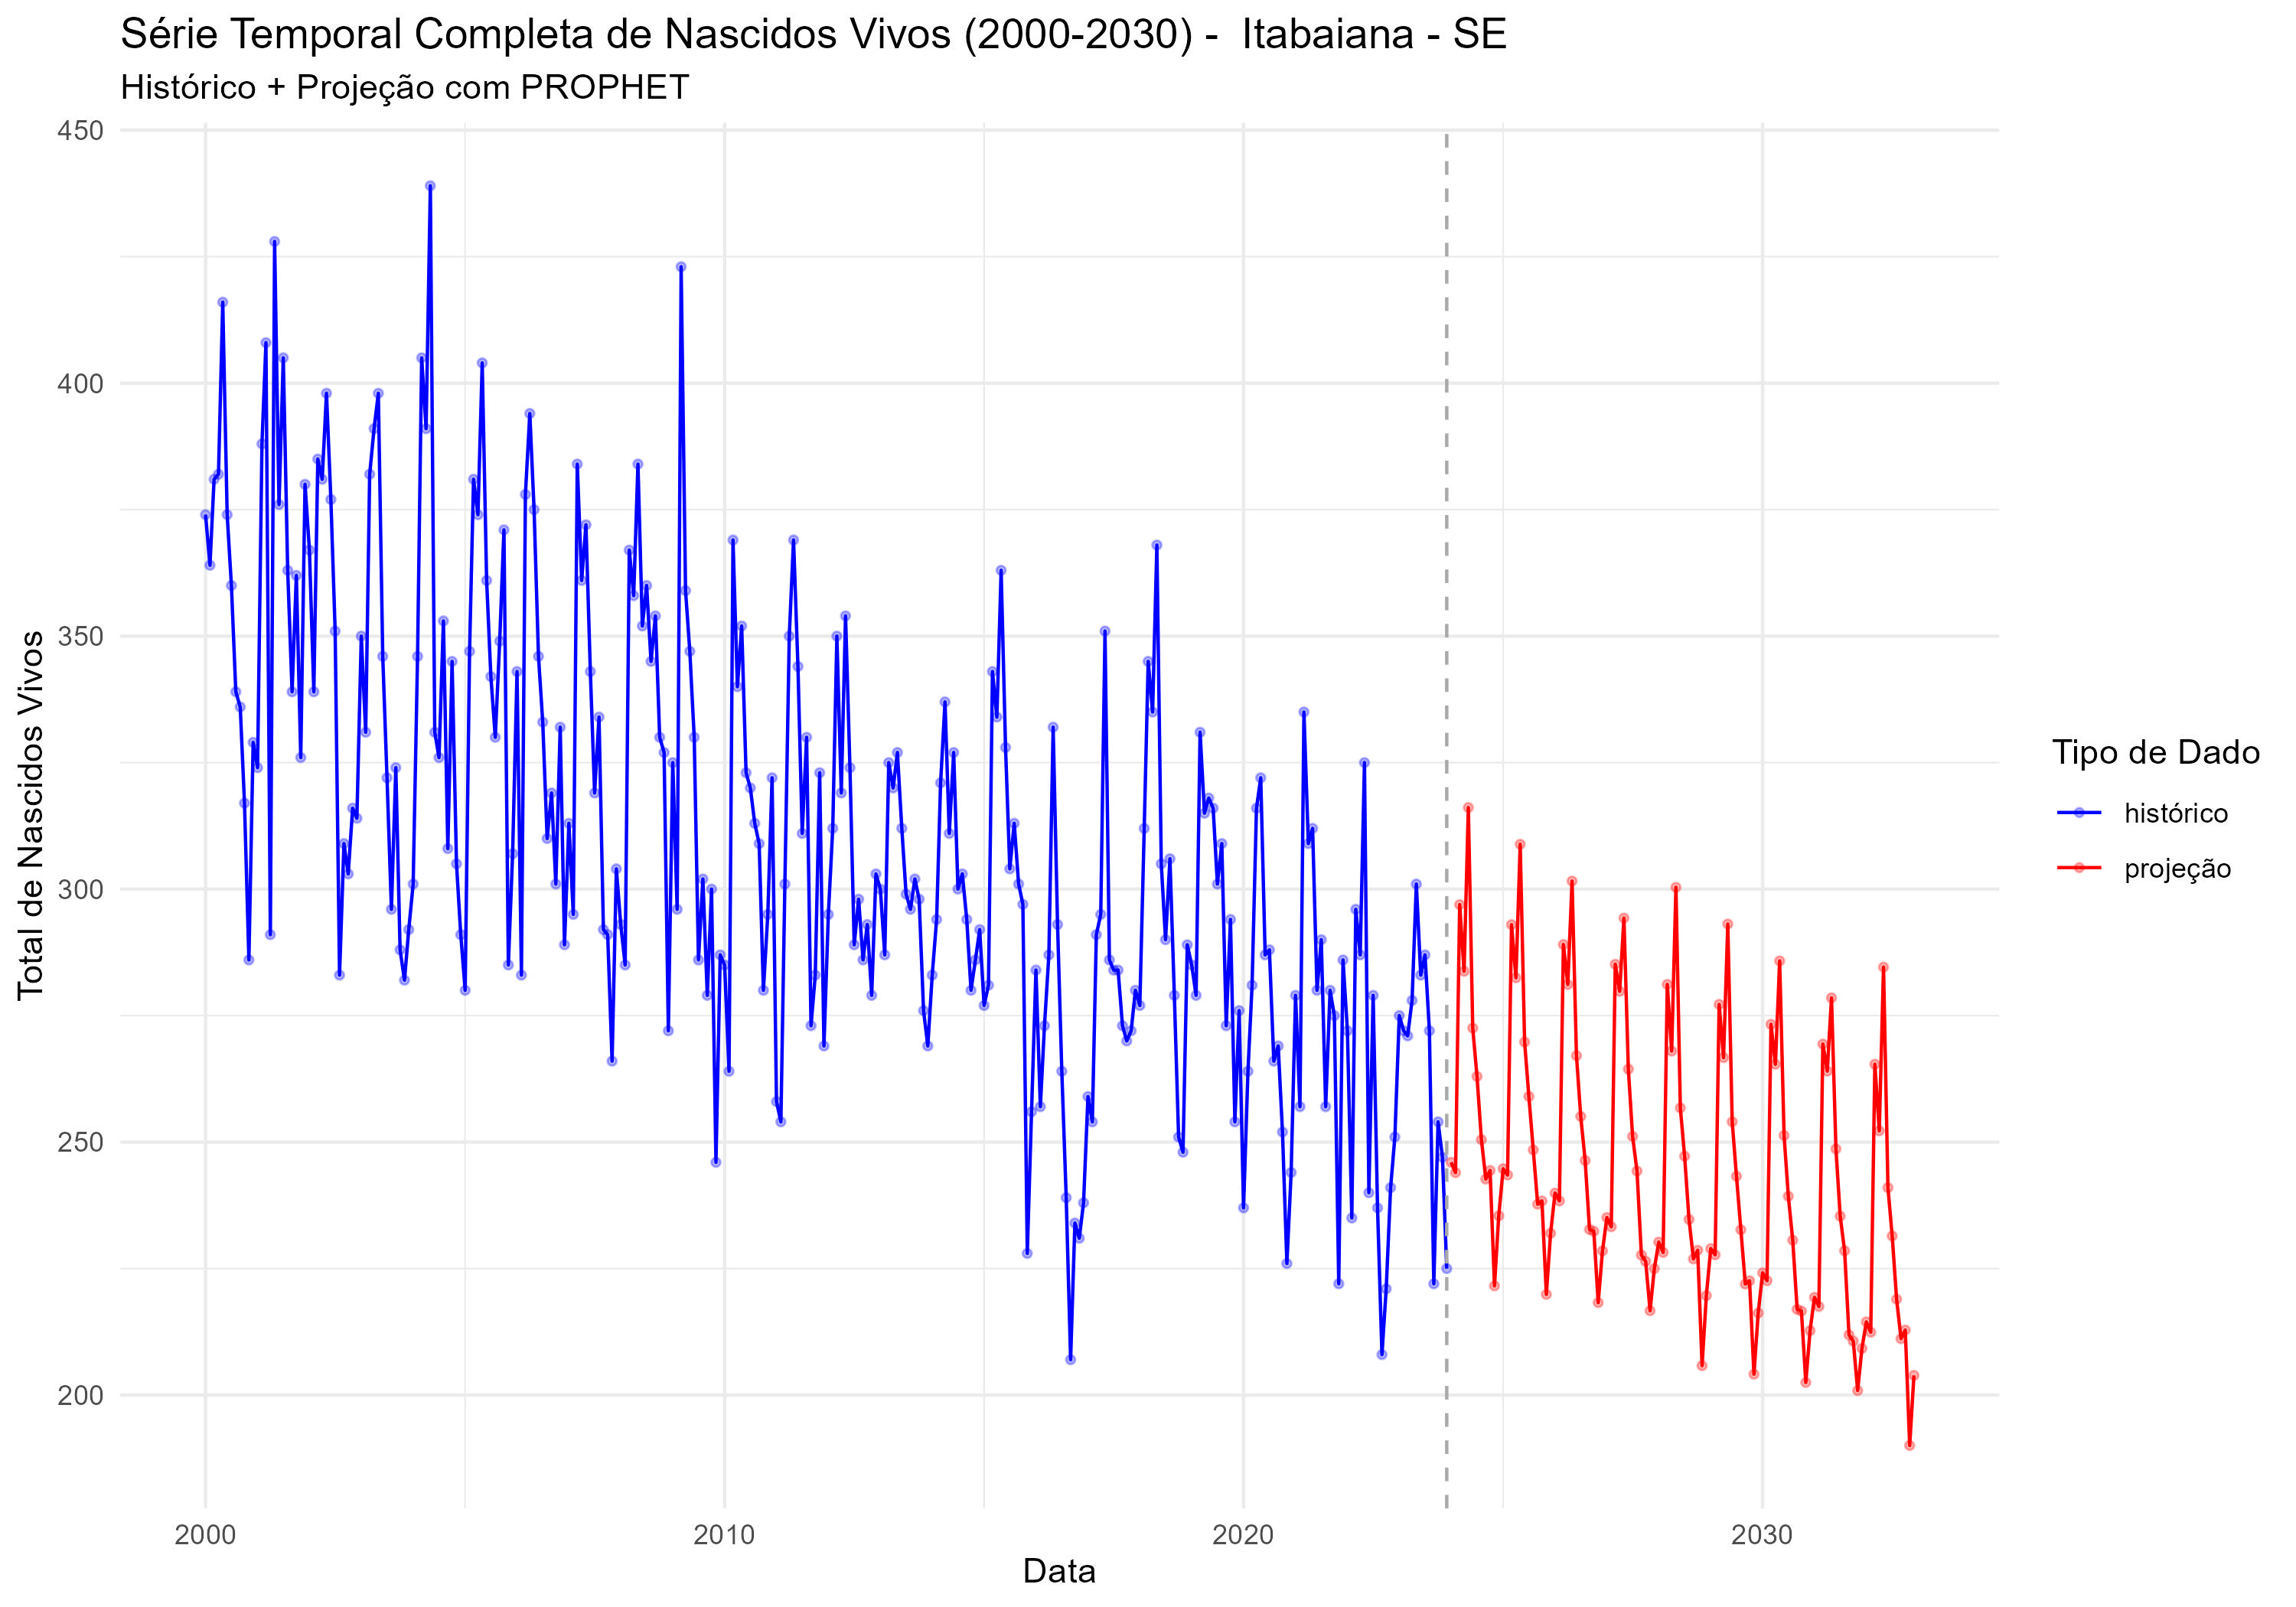 Série Temporal Completa de Nascidos Vivos (2000-2030) -  Itabaiana - SE
Histórico + Projeção com PROPHET
450
400
350
300
250
200
Total de Nascidos Vivos
2000
2010
2020
2030
Data
Tipo de Dado
histórico
projeção